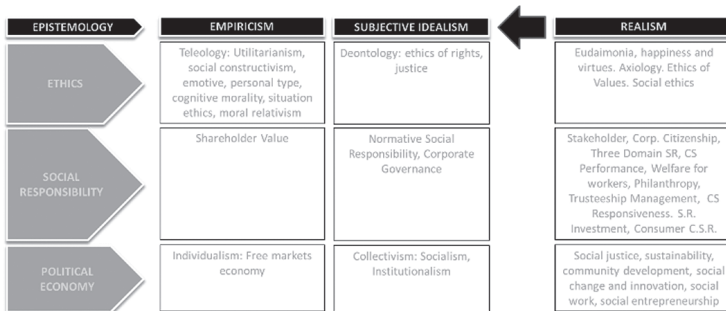 EPISTEMOLOGY
EMPIRICISM
SUBJECTIVE IDEALISM
REALISM
ETHICS
Teleology: Utilitarianism,
social constructivism,
emotive, personal type,
cognitive morality, situation
ethics, moral relativism
Deontology: ethics of rights,
justice
Eudaimonia, happiness and
virtues. Axiology. Ethics of
Values. Social ethics
SOCIAL
RESPONSIBILITY
Shareholder Value
Normative Social
Responsibility, Corporate
Governance
Stakeholder, Corp. Citizenship,
Three Domain SR, CS
Performance, Welfare for
workers, Philanthropy,
Trusteeship Management, CS
Responsiveness. S.R.
Investment, Consumer C.S.R.
POLITICAL
ECONOMY
Individualism: Free markets
economy
Collectivism: Socialism,
Institutionalism
Social justice, sustainability,
community development, social
change and innovation, social
work, social entrepreneurship